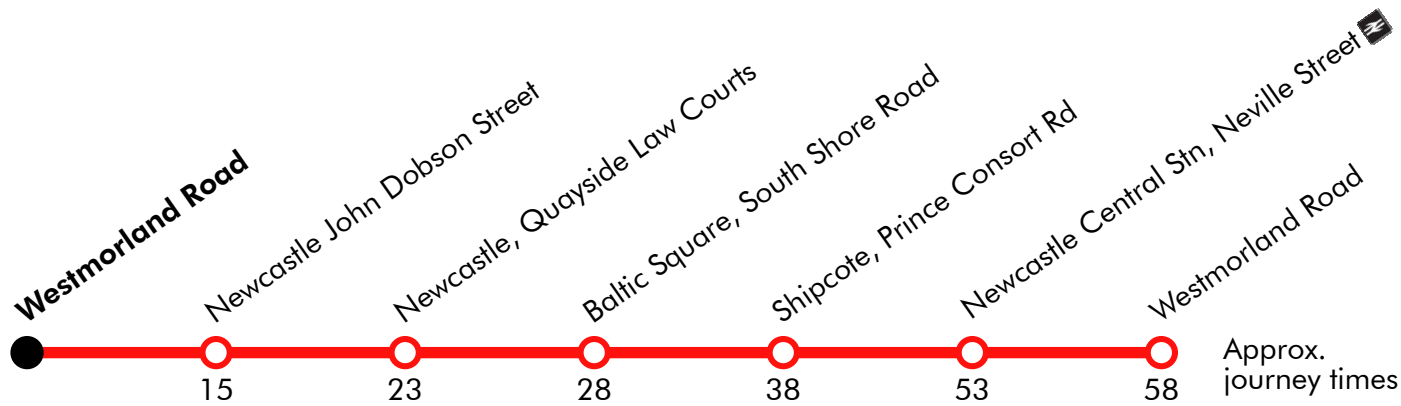 Westmorland Road
Newcastle John Dobson Street
Newcastle, Quayside Law Courts
Baltic Square, South Shore Road
Shipcote, Prince Consort Rd
Newcastle Central Stn, Neville Street
Westmorland Road
15
23
28
38
53
58
Approx.
journey times